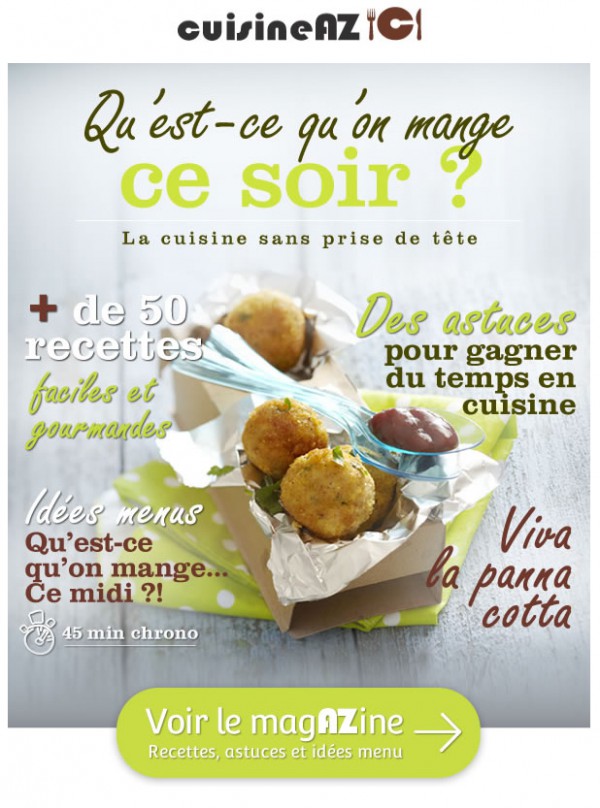 cuisineAZ
Qu'est-ce qu'on mange
ce soir ?
La cuisine sans prise de tête
+ de 50
recettes
faciles et
gourmandes
Des astuces
pour gagner
du temps en
cuisine
Idées menus
Qu'est-ce
qu'on mange...
Ce midi ?!
45 min chrono
Viva
la panna
cotta
Voir le magAZine
Recettes, astuces et idées menu